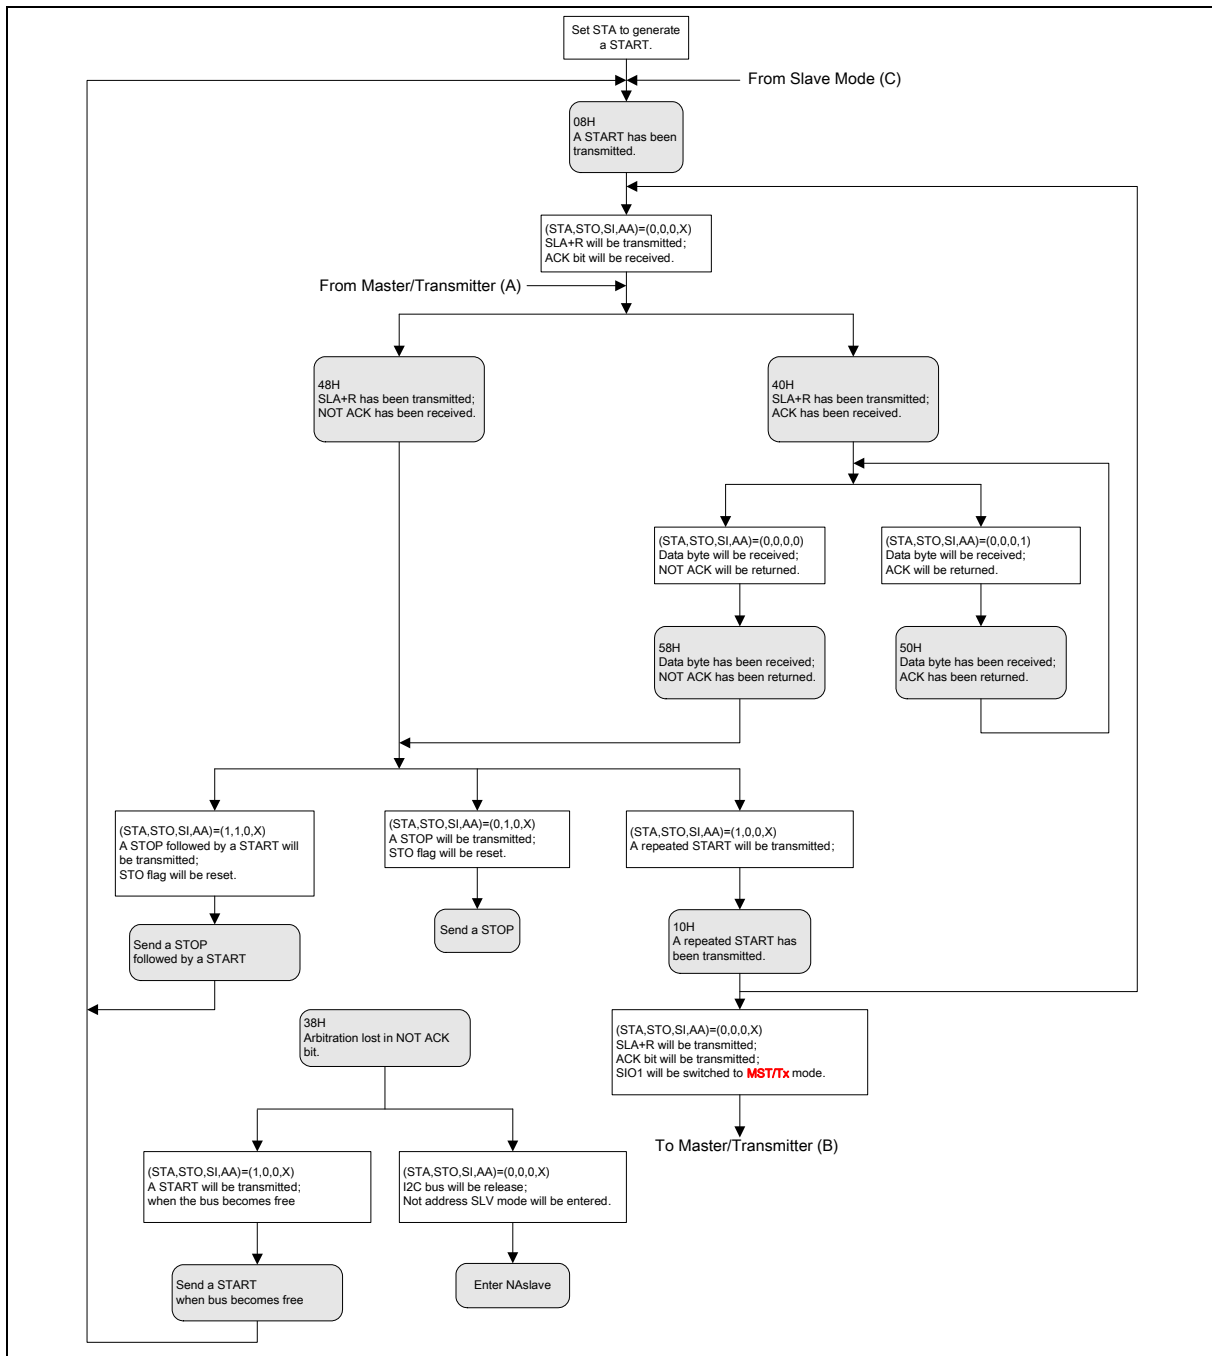 Set STA to generate
a START.
From Slave Mode (C)
08H
A START has been
transmitted.
(STA,STO,SI,AA)=(0,0,0,X)
SLA+R will be transmitted;
ACK bit will be received.
From Master/Transmitter (A)
48H
SLA+R has been transmitted;
NOT ACK has been received.
40H
SLA+R has been transmitted;
ACK has been received.
(STA,STO,SI,AA)=(0,0,0,0)
Data byte will be received;
NOT ACK will be returned.
(STA,STO,SI,AA)=(0,0,0,1)
Data byte will be received;
ACK will be returned.
58H
Data byte has been received;
NOT ACK has been returned.
50H
Data byte has been received;
ACK has been returned.
(STA,STO,SI,AA)=(1,1,0,X)
A STOP followed by a START will
be transmitted;
STO flag will be reset.
(STA,STO,SI,AA)=(0,1,0,X)
A STOP will be transmitted;
STO flag will be reset.
(STA,STO,SI,AA)=(1,0,0,X)
A repeated START will be transmitted;
Send a STOP
followed by a START
Send a STOP
10H
A repeated START has
been transmitted.
38H
Arbitration lost in NOT ACK
bit.
(STA,STO,SI,AA)=(0,0,0,X)
SLA+R will be transmitted;
ACK bit will be transmitted;
SIO1 will be switched to MST/Tx mode.
To Master/Transmitter (B)
(STA,STO,SI,AA)=(1,0,0,X)
A START will be transmitted;
when the bus becomes free
(STA,STO,SI,AA)=(0,0,0,X)
I2C bus will be release;
Not address SLV mode will be entered.
Send a START
when bus becomes free
Enter NAslave